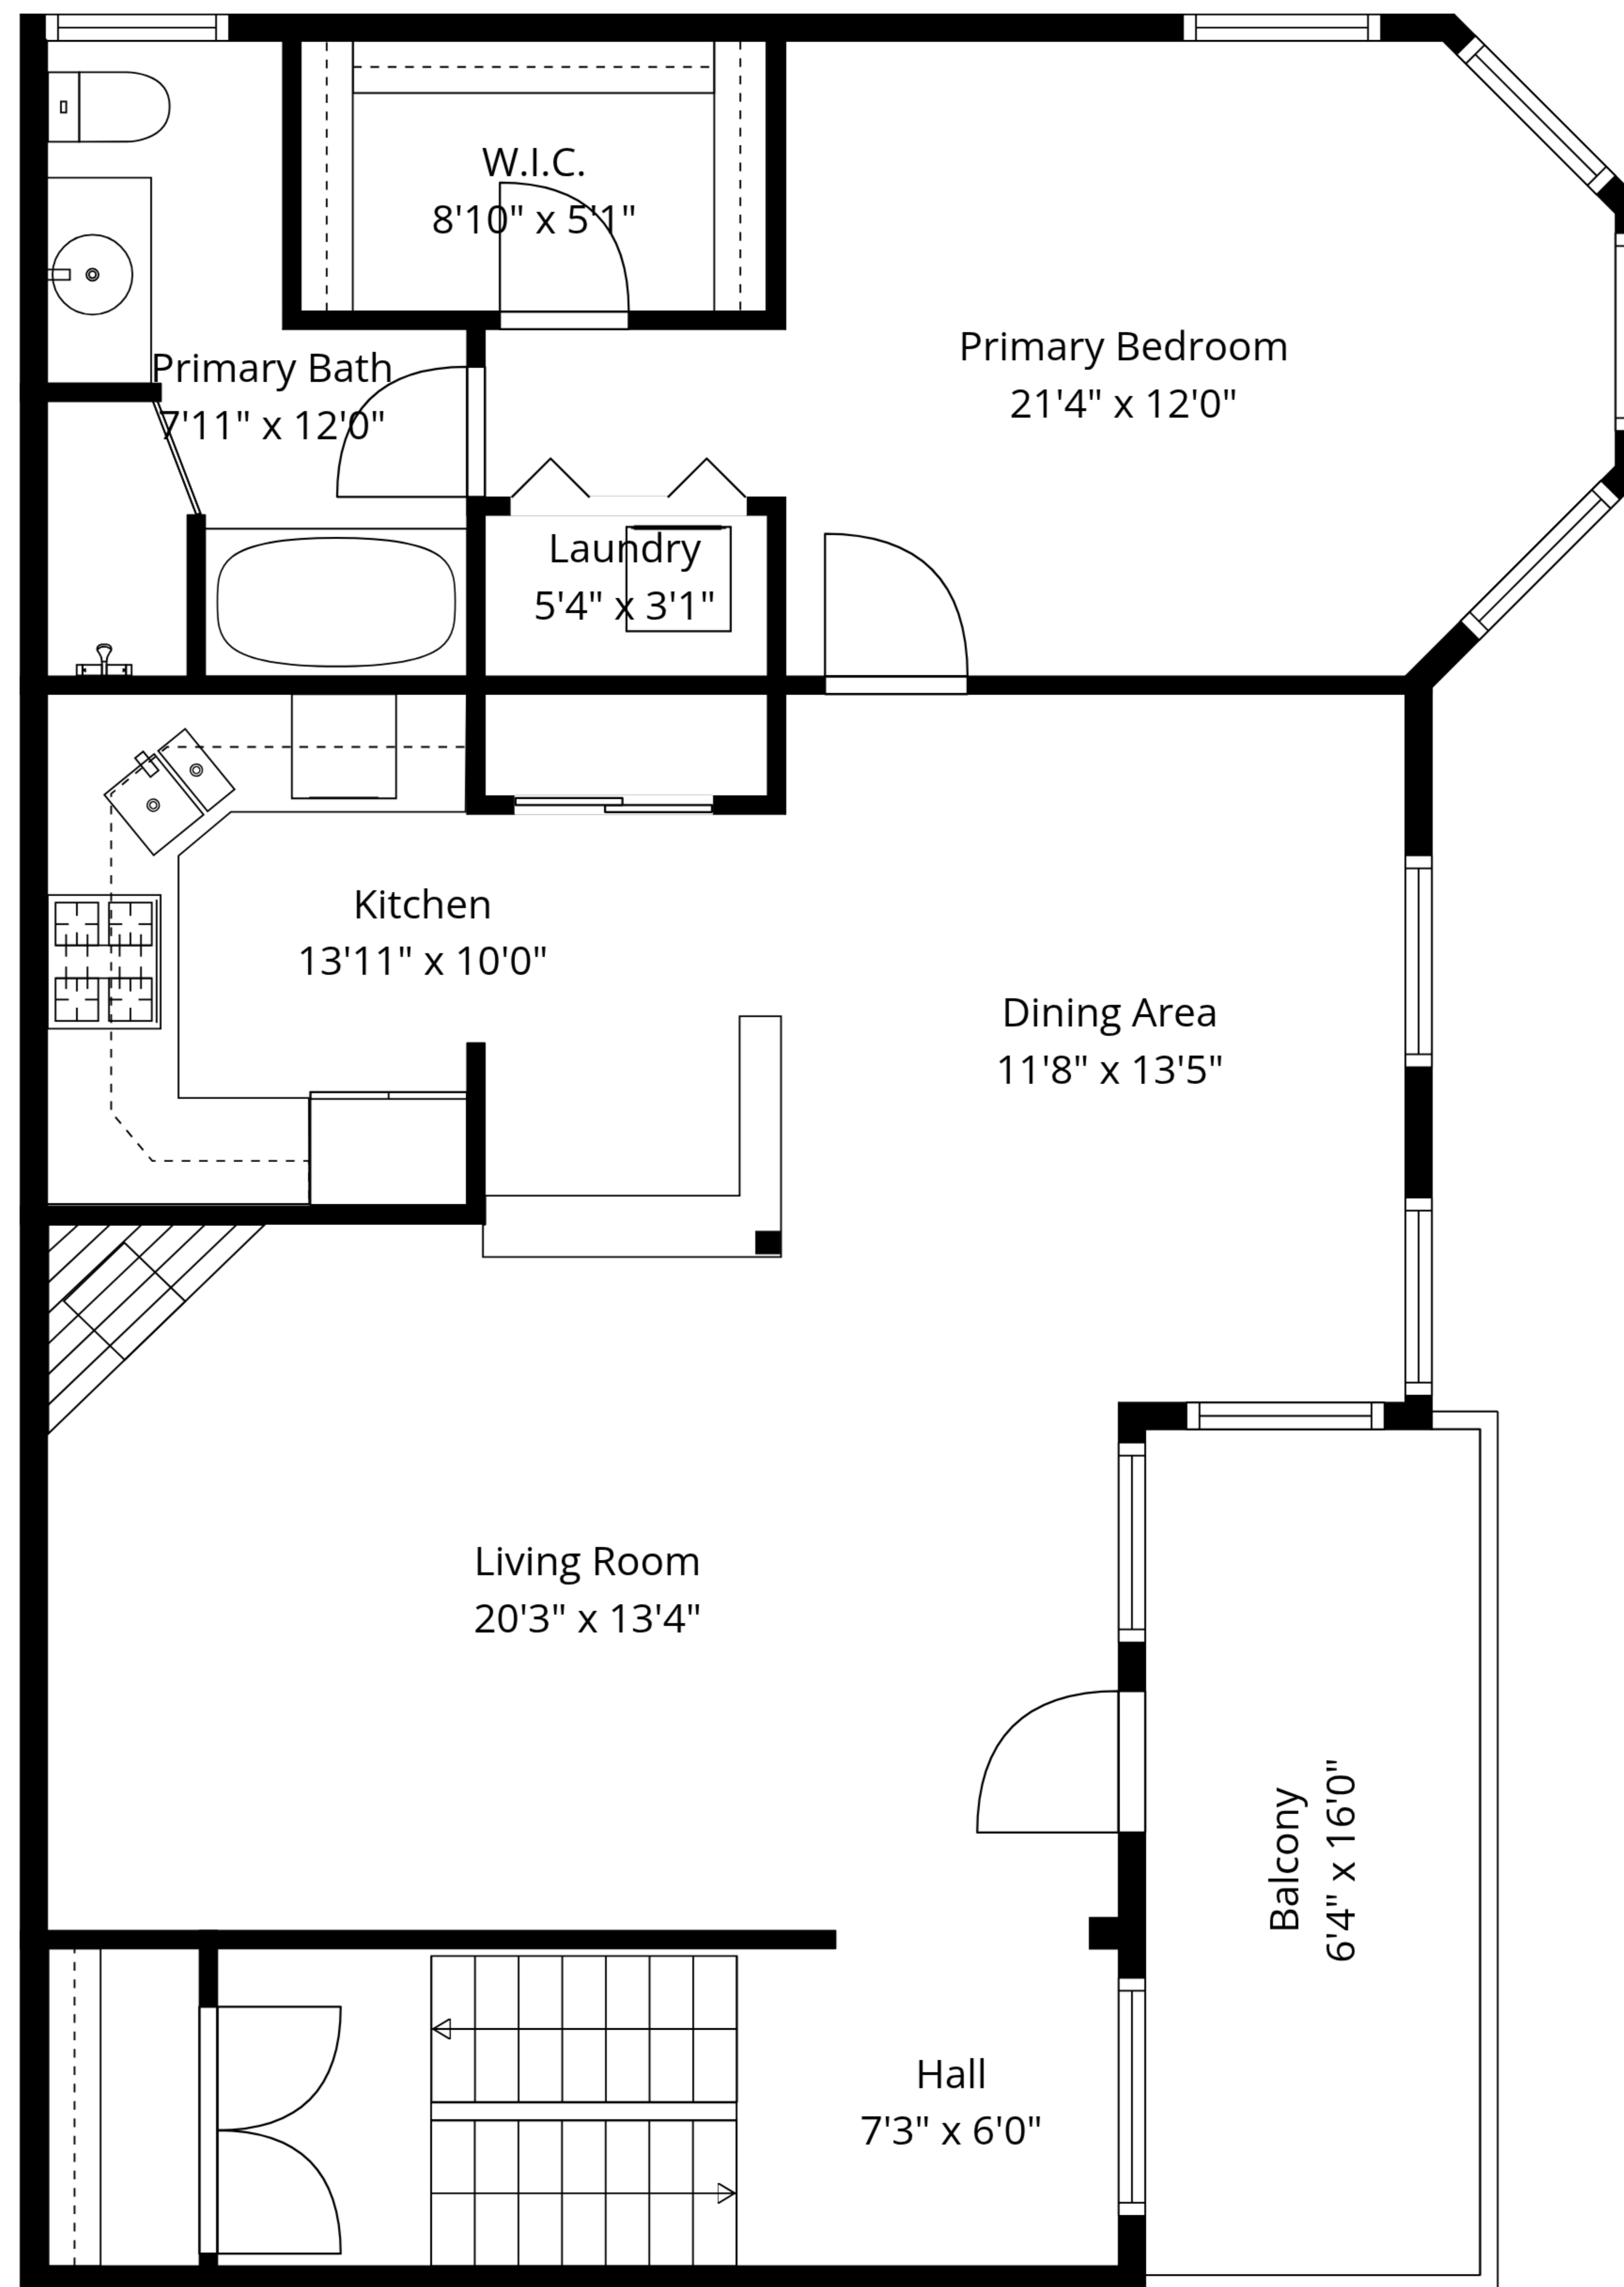 W.I.C.
8'10" x 5'1"
Primary Bedroom
21'4" x 12'0"
Primary Bath
7'11" x 12'0"
Laundry
5'4" x 3'1"
Kitchen
13'11" x 10'0"
Dining Area
11'8" x 13'5"
Living Room
20'3" x 13'4"
Balcony
6'4" x 16'0"
Hall
7'3" x 6'0"